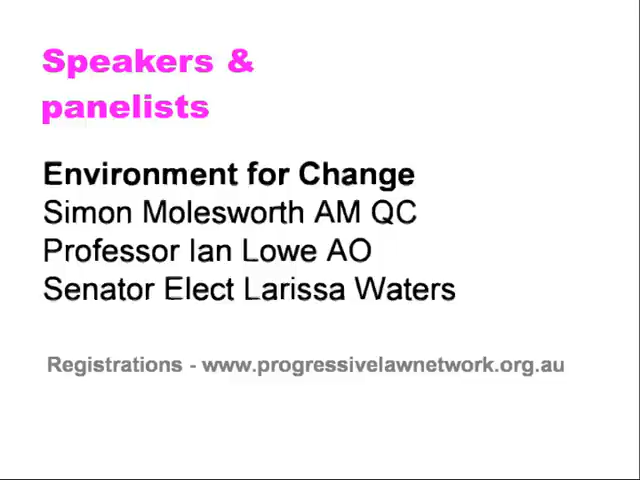 Speakers &
panelists
Environment for Change
Simon Molesworth AM QC
Professor Ian Lowe AO
Senator Elect Larissa Waters
Registrations - www.progressivelawnetwork.org.au